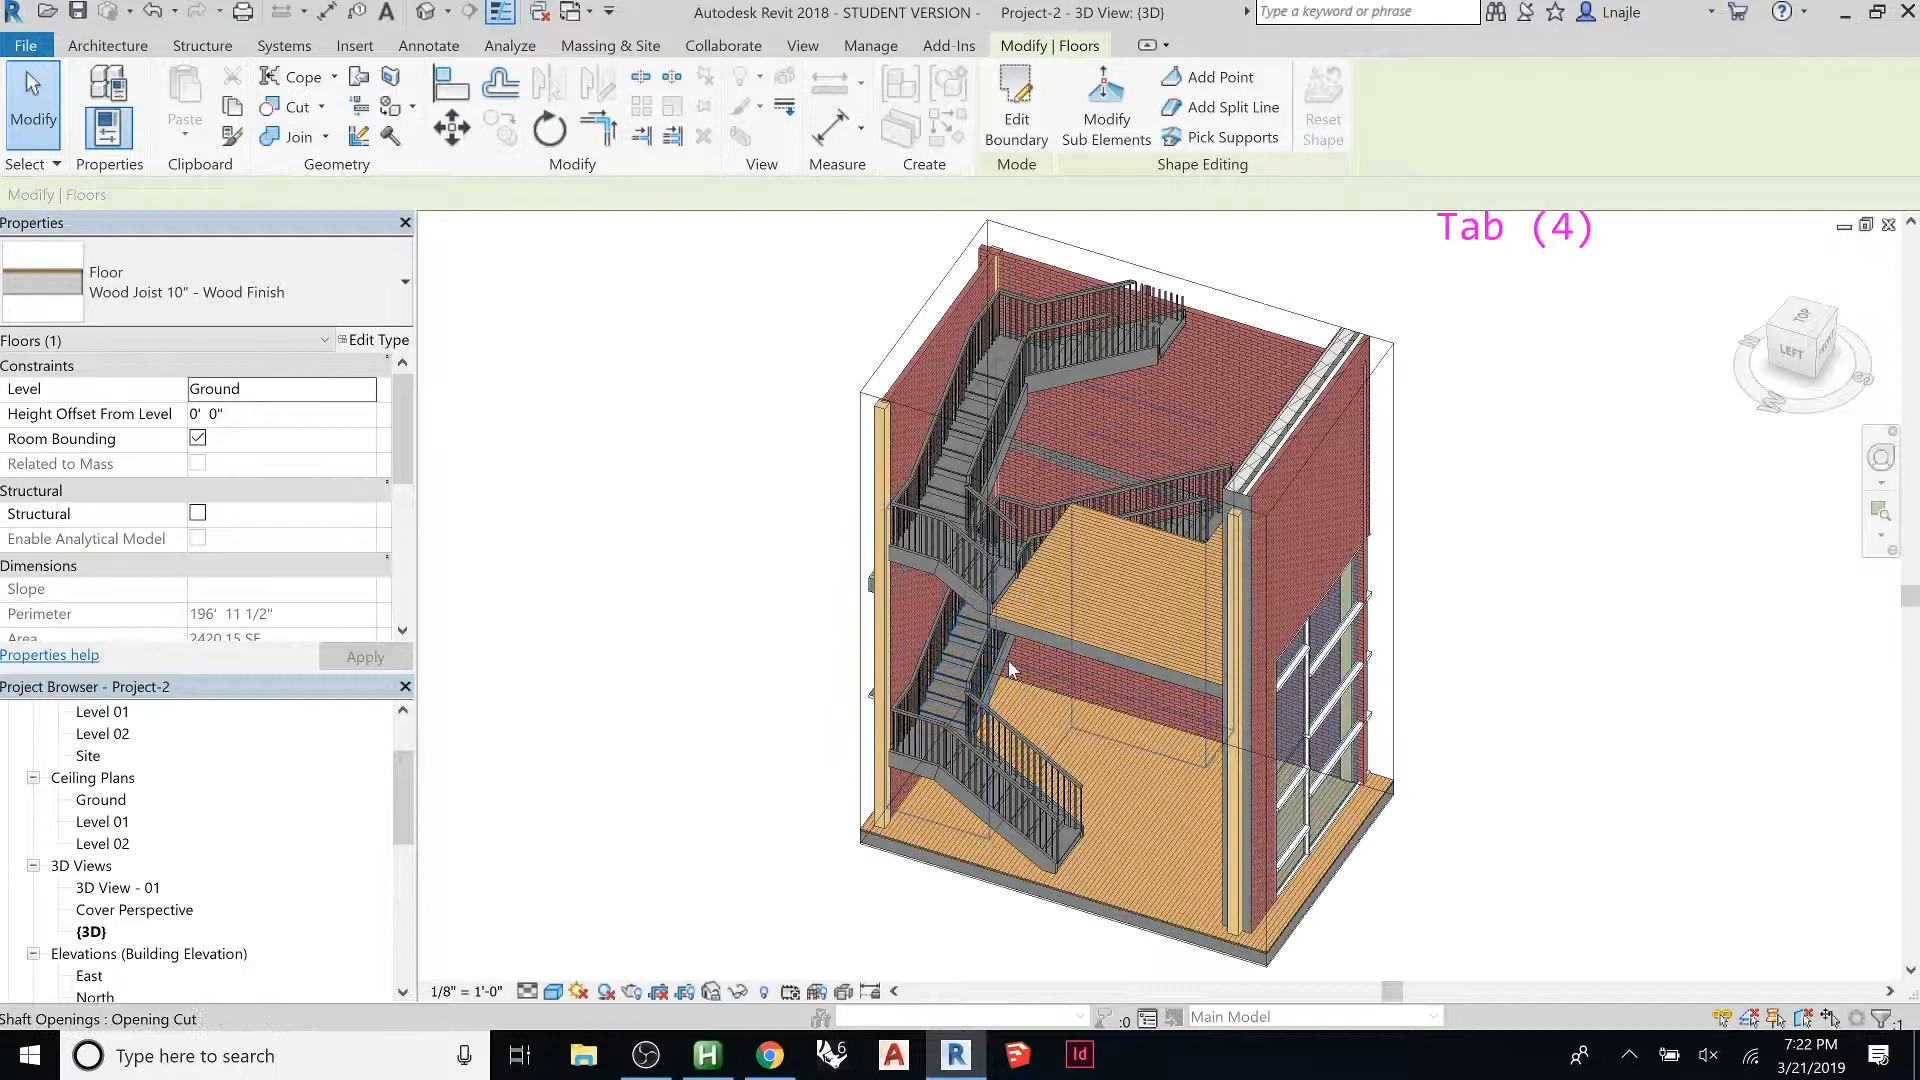 Autodesk Revit 2018 - STUDENT VERSION - Project-2 - 3D View: {3D}
Type a keyword or phrase
Lnajle
File Architecture Structure Systems Insert Annotate Analyze Massing & Site Collaborate View Manage Add-Ins Modify | Floors
Modify
Paste
Cope
Cut
Join
Edit
Boundary
Modify
Sub Elements
Add Point
Add Split Line
Pick Supports
Reset
Shape
Select Properties Clipboard Geometry Modify View Measure Create Mode Shape Editing
Modify | Floors
Properties
Tab (4)
Floor
Wood Joist 10" - Wood Finish
Floors (1)
Edit Type
Constraints
Level Ground
Height Offset From Level 0' 0"
Room Bounding
Related to Mass
Structural
Structural
Enable Analytical Model
Dimensions
Slope
Perimeter 196' 11 1/2"
Area 2420.15 SF
Properties help
Apply
TOP
LEFT
W
Project Browser - Project-2
Level 01
Level 02
Site
Ceiling Plans
Ground
Level 01
Level 02
3D Views
3D View - 01
Cover Perspective
{3D}
Elevations (Building Elevation)
East
North
1/8" = 1'-0"
Shaft Openings : Opening Cut
:0
Main Model
:1
Type here to search
H
6
A
R
Id
7:22 PM
3/21/2019